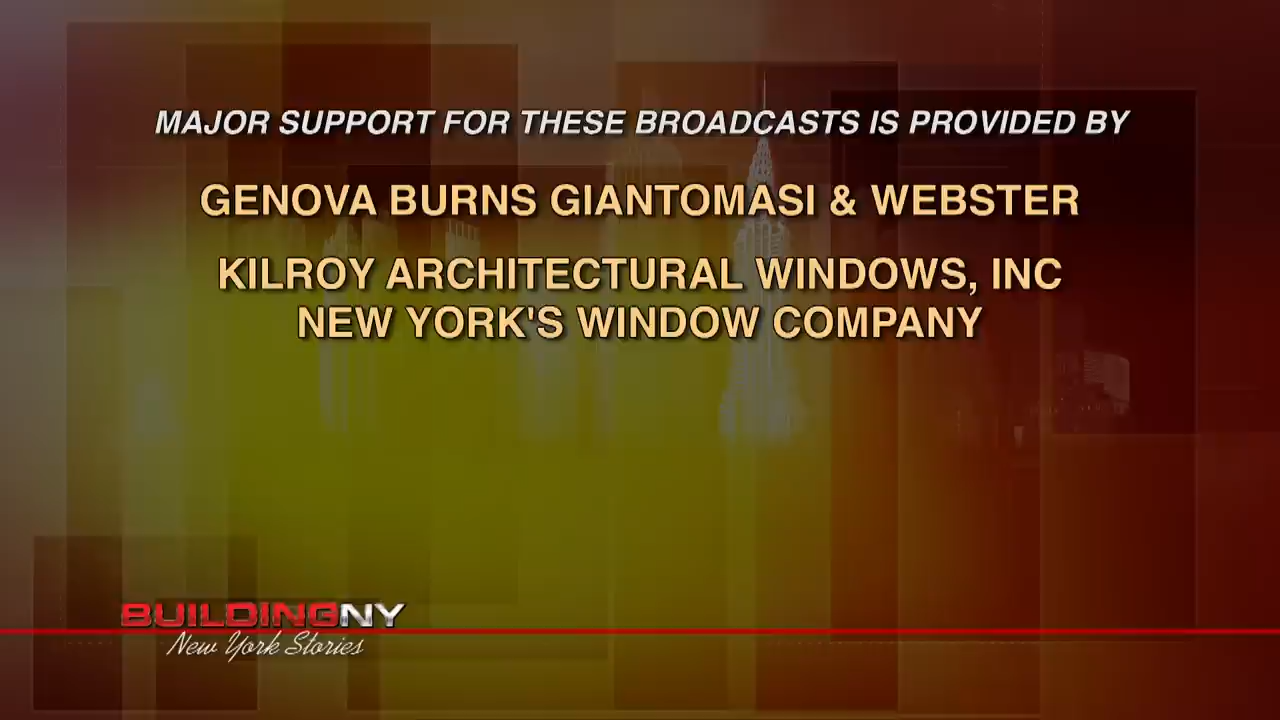 MAJOR SUPPORT FOR THESE BROADCASTS IS PROVIDED BY
GENOVA BURNS GIANTOMASI & WEBSTER
KILROY ARCHITECTURAL WINDOWS, INC
NEW YORK'S WINDOW COMPANY
BUILDINGNY
New York Stories